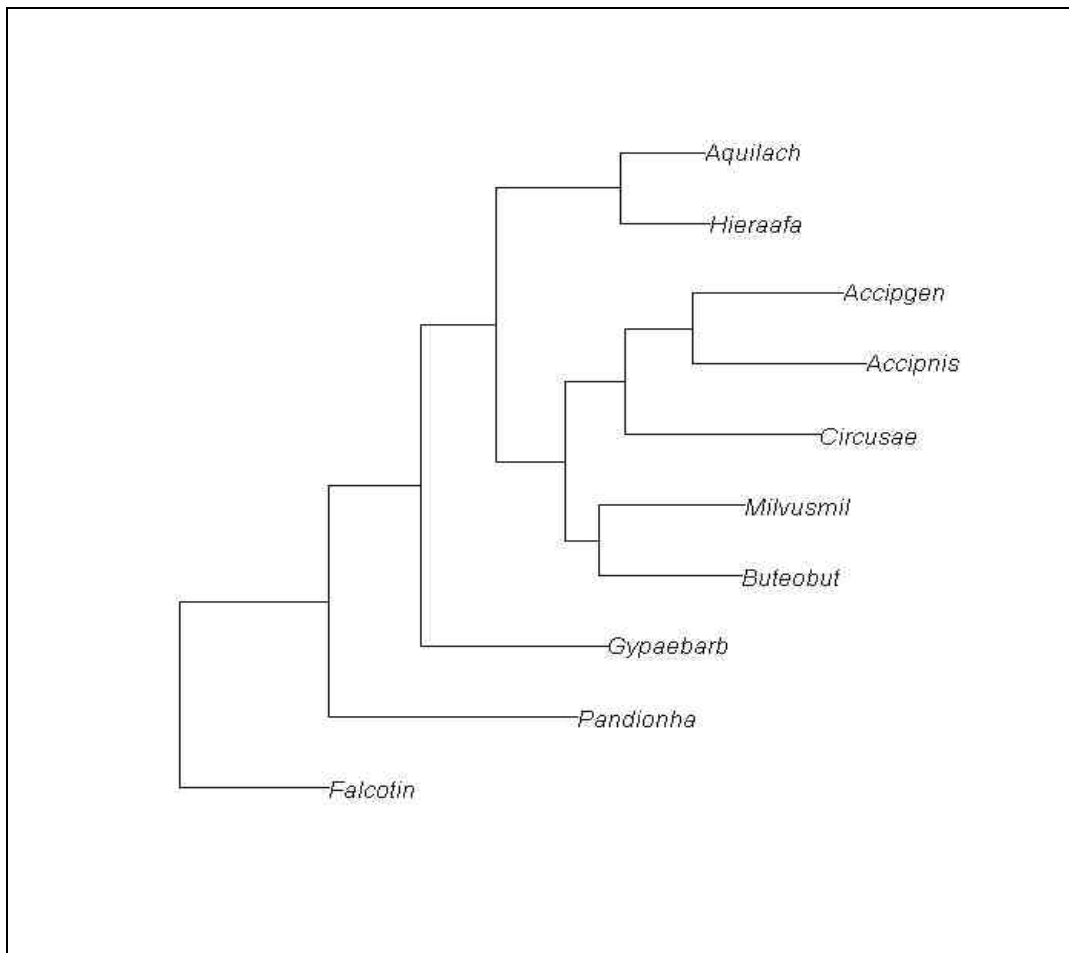 Aquilach
Hieraafa
Accipgen
Accipnis
Circusae
Milvusmil
Buteobut
Gypaebarb
Pandionha
Falcotin